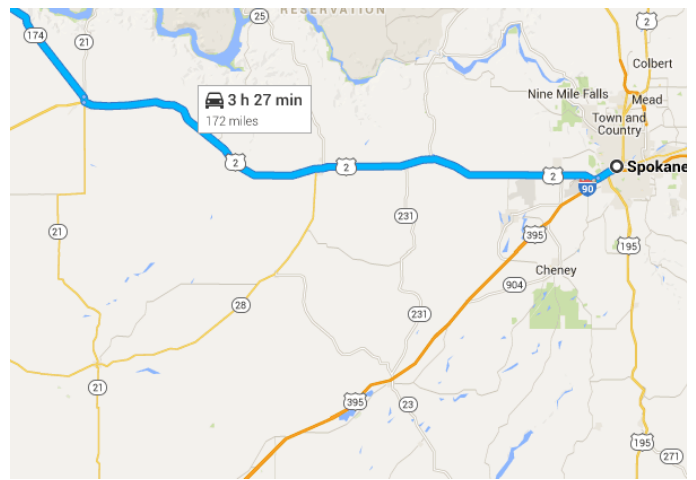 RESERVATION
25
2
174
21
Colbert
Nine Mile Falls
Mead
3 h 27 min
172 miles
Town and
Country
2
2
2
Spokane
90
231
21
395
195
Cheney
904
28
231
21
395
23
195
271